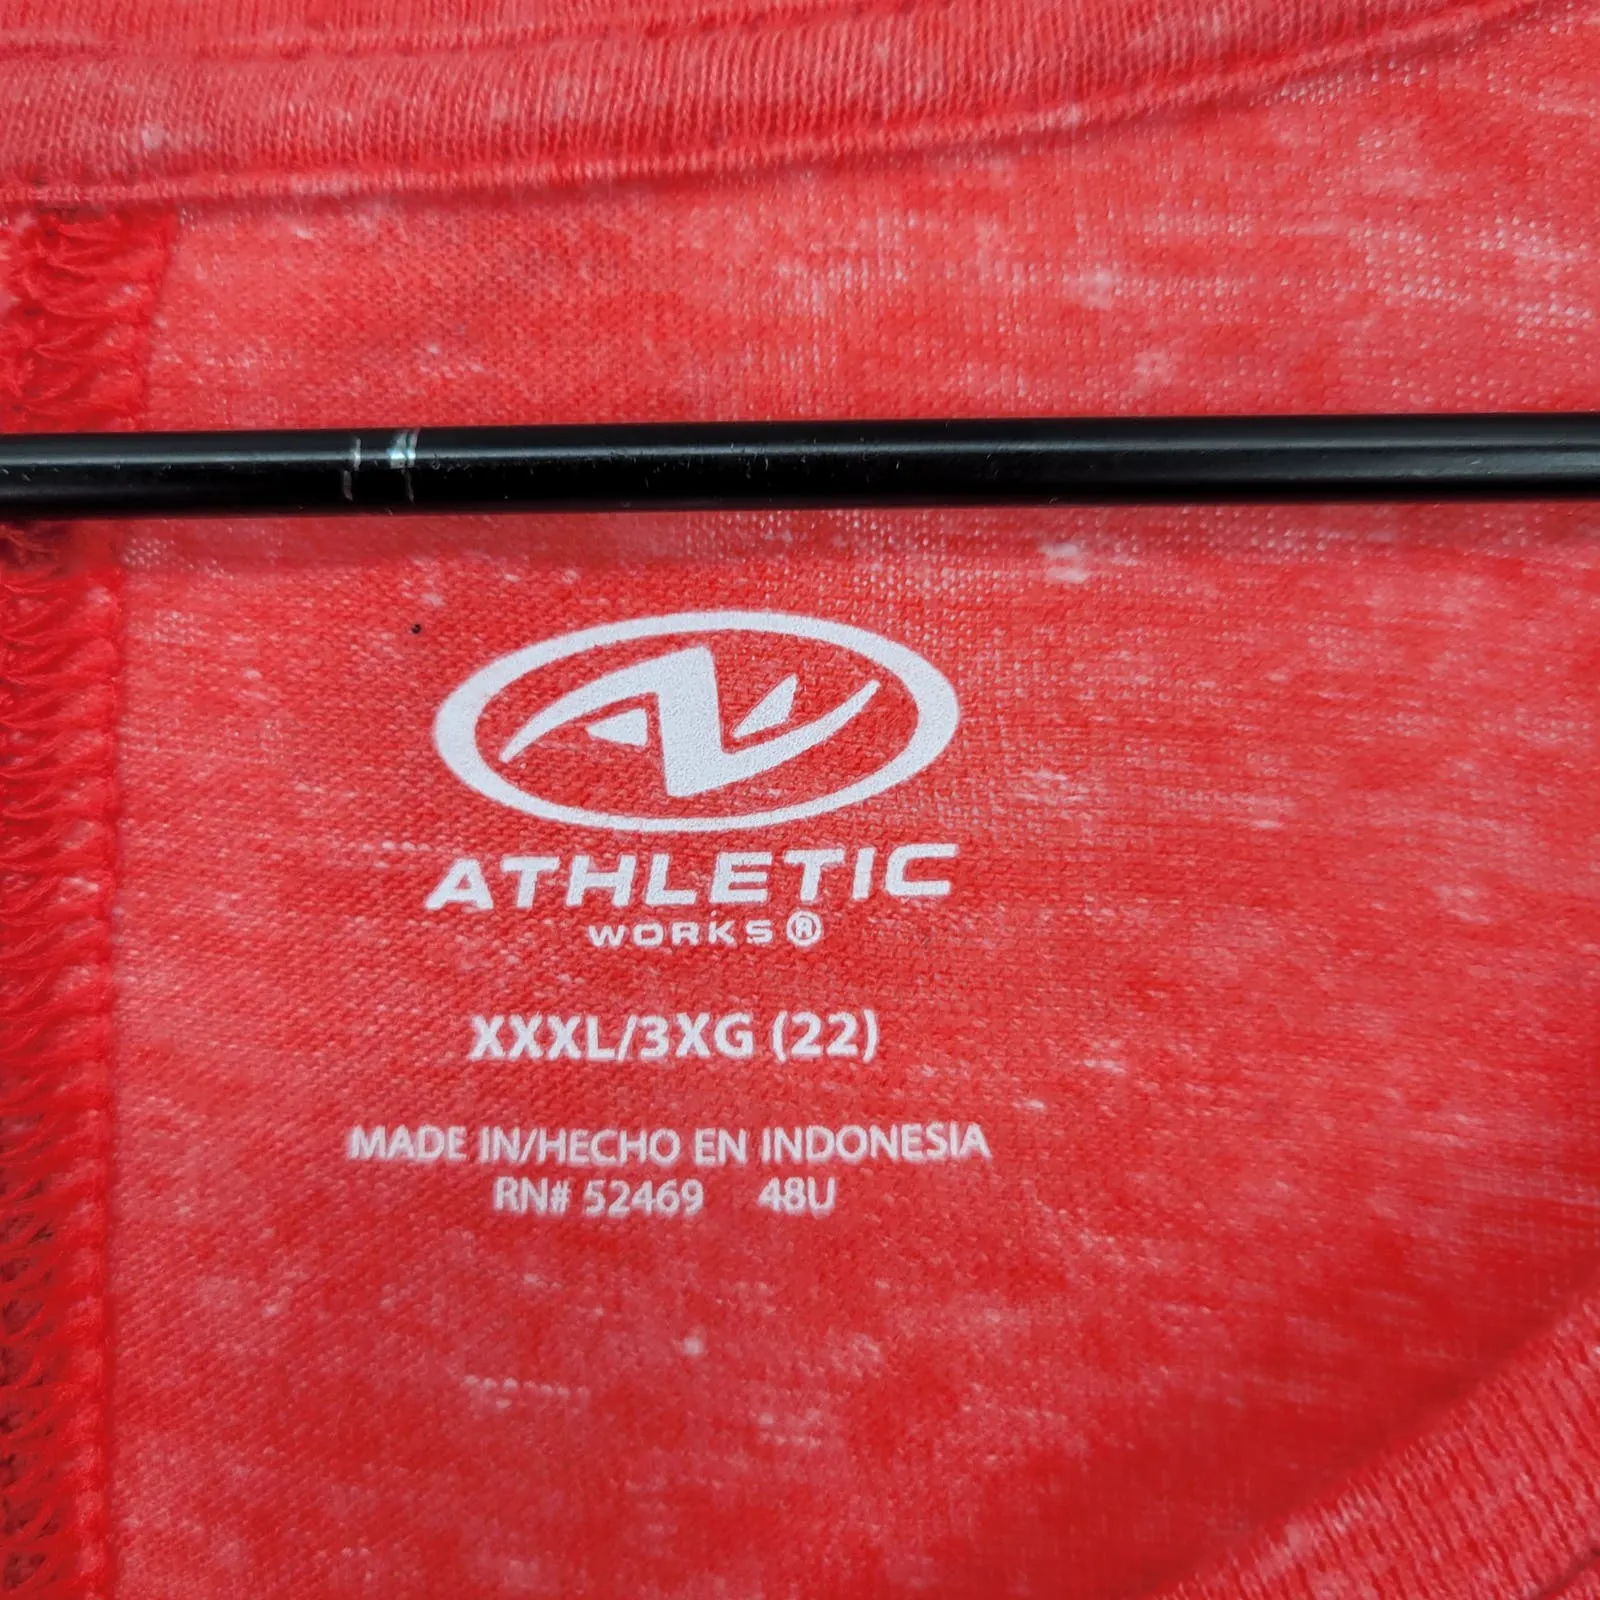 ATHLETIC
WORKS®
XXXL/3XG (22)
MADE IN/HECHO EN INDONESIA
RN# 52469 48U